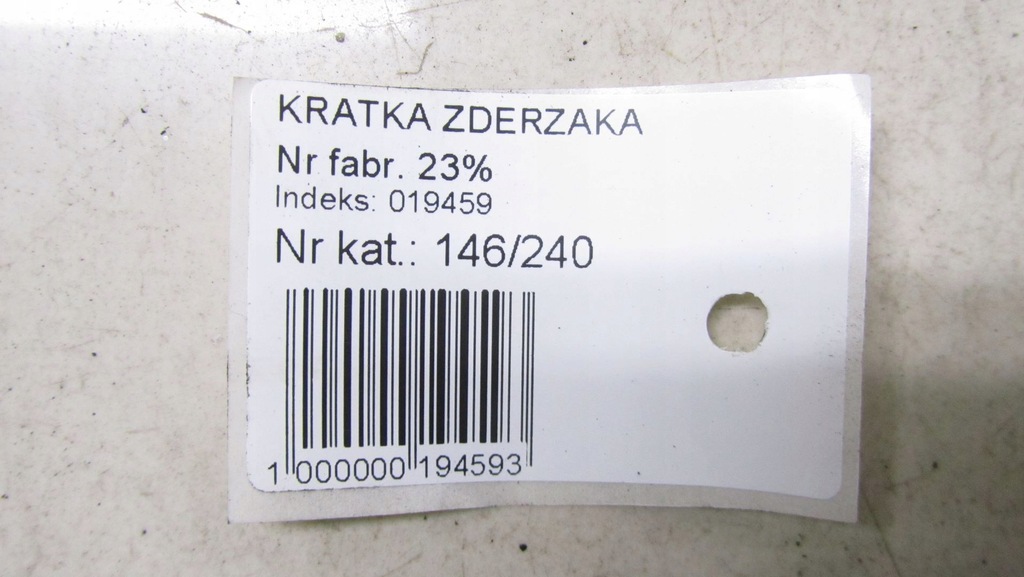 KRATKA ZDERZAKA
Nr fabr. 23%
Indeks: 019459
Nr kat.: 146/240
1 000000 194593